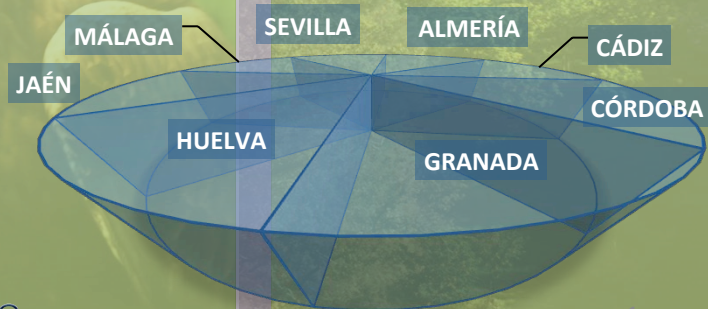 SEVILLA
ALMERÍA
MÁLAGA
CÁDIZ
JAÉN
CÓRDOBA
HUELVA
GRANADA